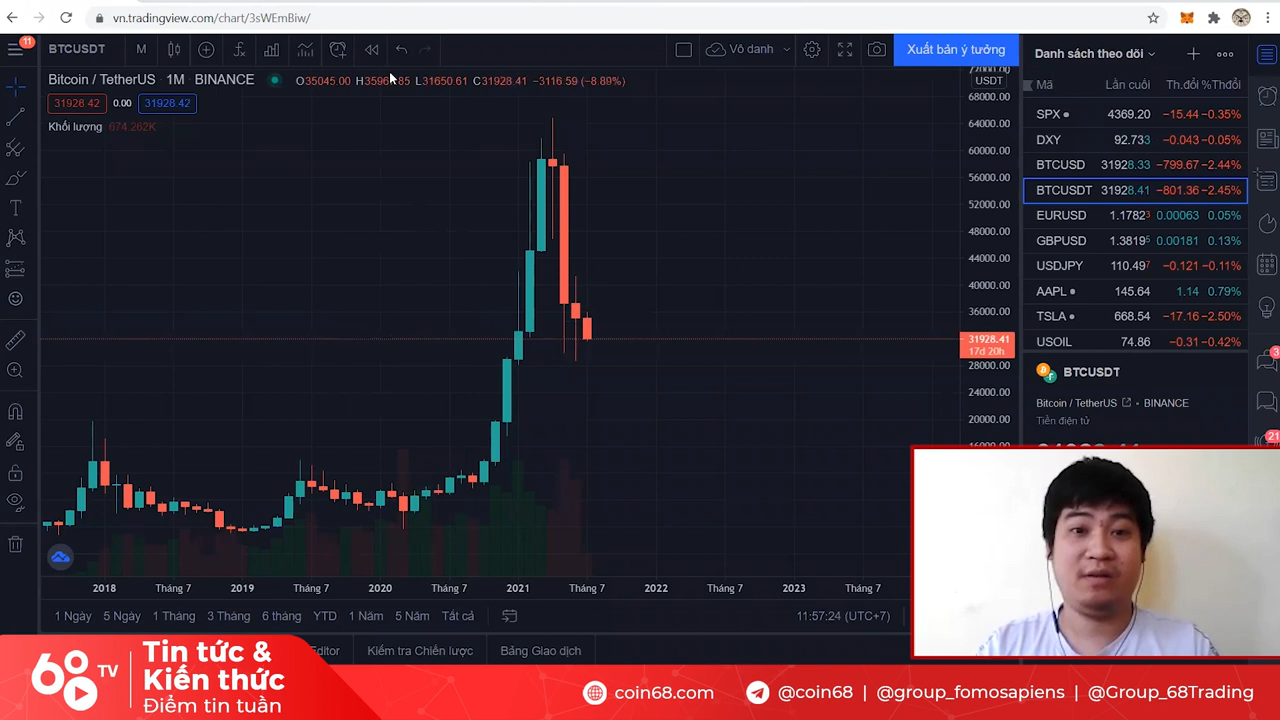 vn.tradingview.com/chart/3sWEmBiw/
11
BTCUSDT
M
Vô danh
Xuất bản ý tưởng
Danh sách theo dõi
Bitcoin / TetherUS · 1M · BINANCE
O35045.00 L31650.61 C31928.41 −3116.59 (−8.89%)
31928.42 0.00 31928.42
Khối lượng 674.262K
USDT
68000.00
64000.00
60000.00
56000.00
52000.00
48000.00
44000.00
40000.00
36000.00
31928.41
17d 20h
28000.00
24000.00
20000.00
2018 Tháng 7 2019 Tháng 7 2020 Tháng 7 2021 Tháng 7 2022 Tháng 7 2023 Tháng 7
1 Ngày 5 Ngày 1 Tháng 3 Tháng 6 tháng YTD 1 Năm 5 Năm Tất cả
11:57:24 (UTC+7)
Mã Lần cuối Th.đổi %Thđổi
SPX 4369.20 −15.44 −0.35%
DXY 92.733 −0.043 −0.05%
BTCUSD 31928.33 −799.67 −2.44%
BTCUSDT 31928.41 −801.36 −2.45%
EURUSD 1.17823 0.00063 0.05%
GBPUSD 1.38195 0.00181 0.13%
USDJPY 110.497 −0.121 −0.11%
AAPL 145.64 1.14 0.79%
TSLA 668.54 −17.16 −2.50%
USOIL 74.86 −0.31 −0.42%
BTCUSDT
Bitcoin / TetherUS • BINANCE
Tiền điện tử
3
21
Kiểm tra Chiến lược
Bảng Giao dịch
68 TV
Tin tức &
Kiến thức
Điểm tin tuần
coin68.com
@coin68 | @group_fomosapiens | @Group_68Trading